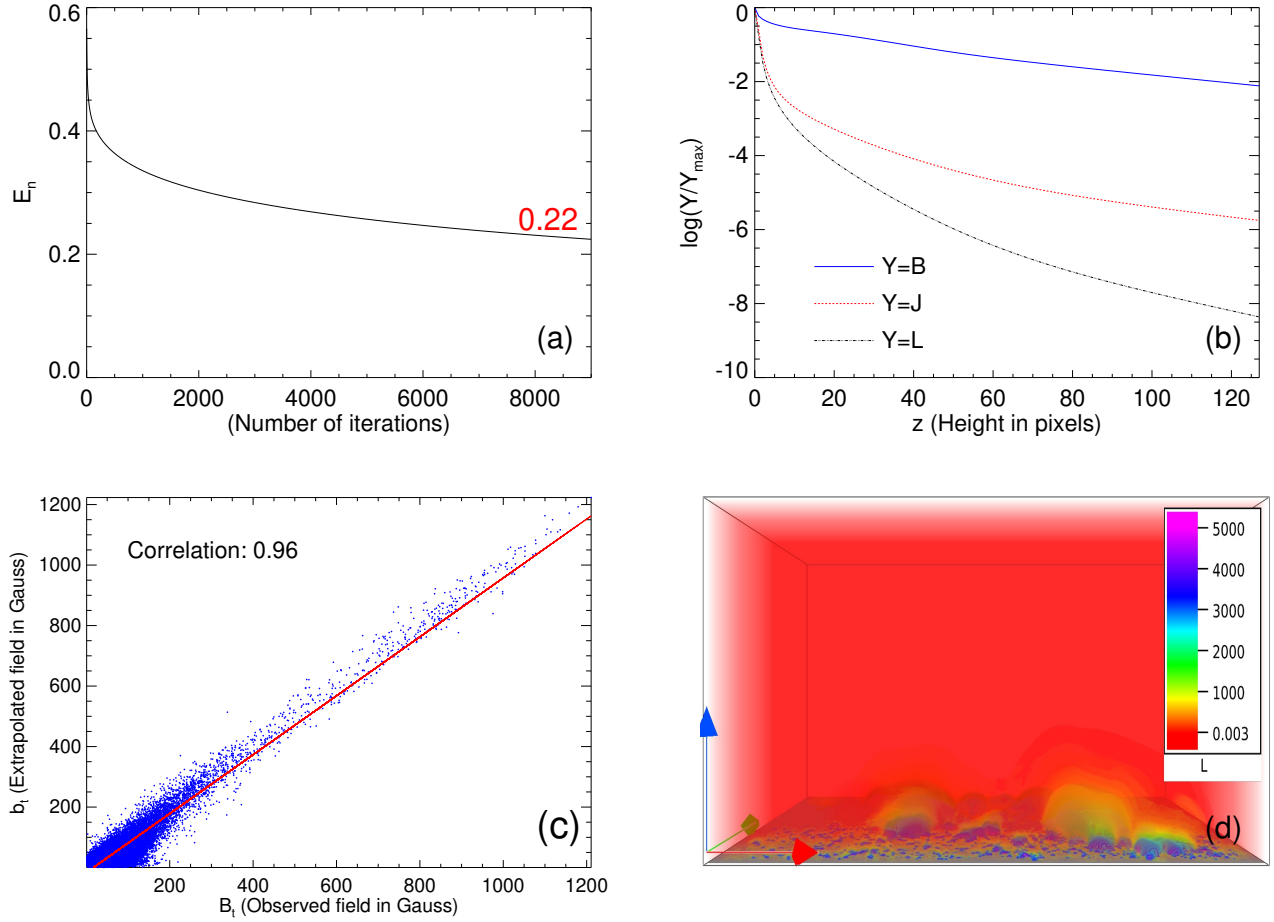 0.6
0.4
0.2
0.0
E_n
0.22
(a)
0 2000 4000 6000 8000
(Number of iterations)
0
-2
-4
-6
-8
-10
log(Y/Y_max)
Y=B
Y=J
Y=L
(b)
0 20 40 60 80 100 120
z (Height in pixels)
1200
1000
800
600
400
200
b_t (Extrapolated field in Gauss)
Correlation: 0.96
(c)
200 400 600 800 1000 1200
B_t (Observed field in Gauss)
5000
4000
3000
2000
1000
0.003
L
(d)